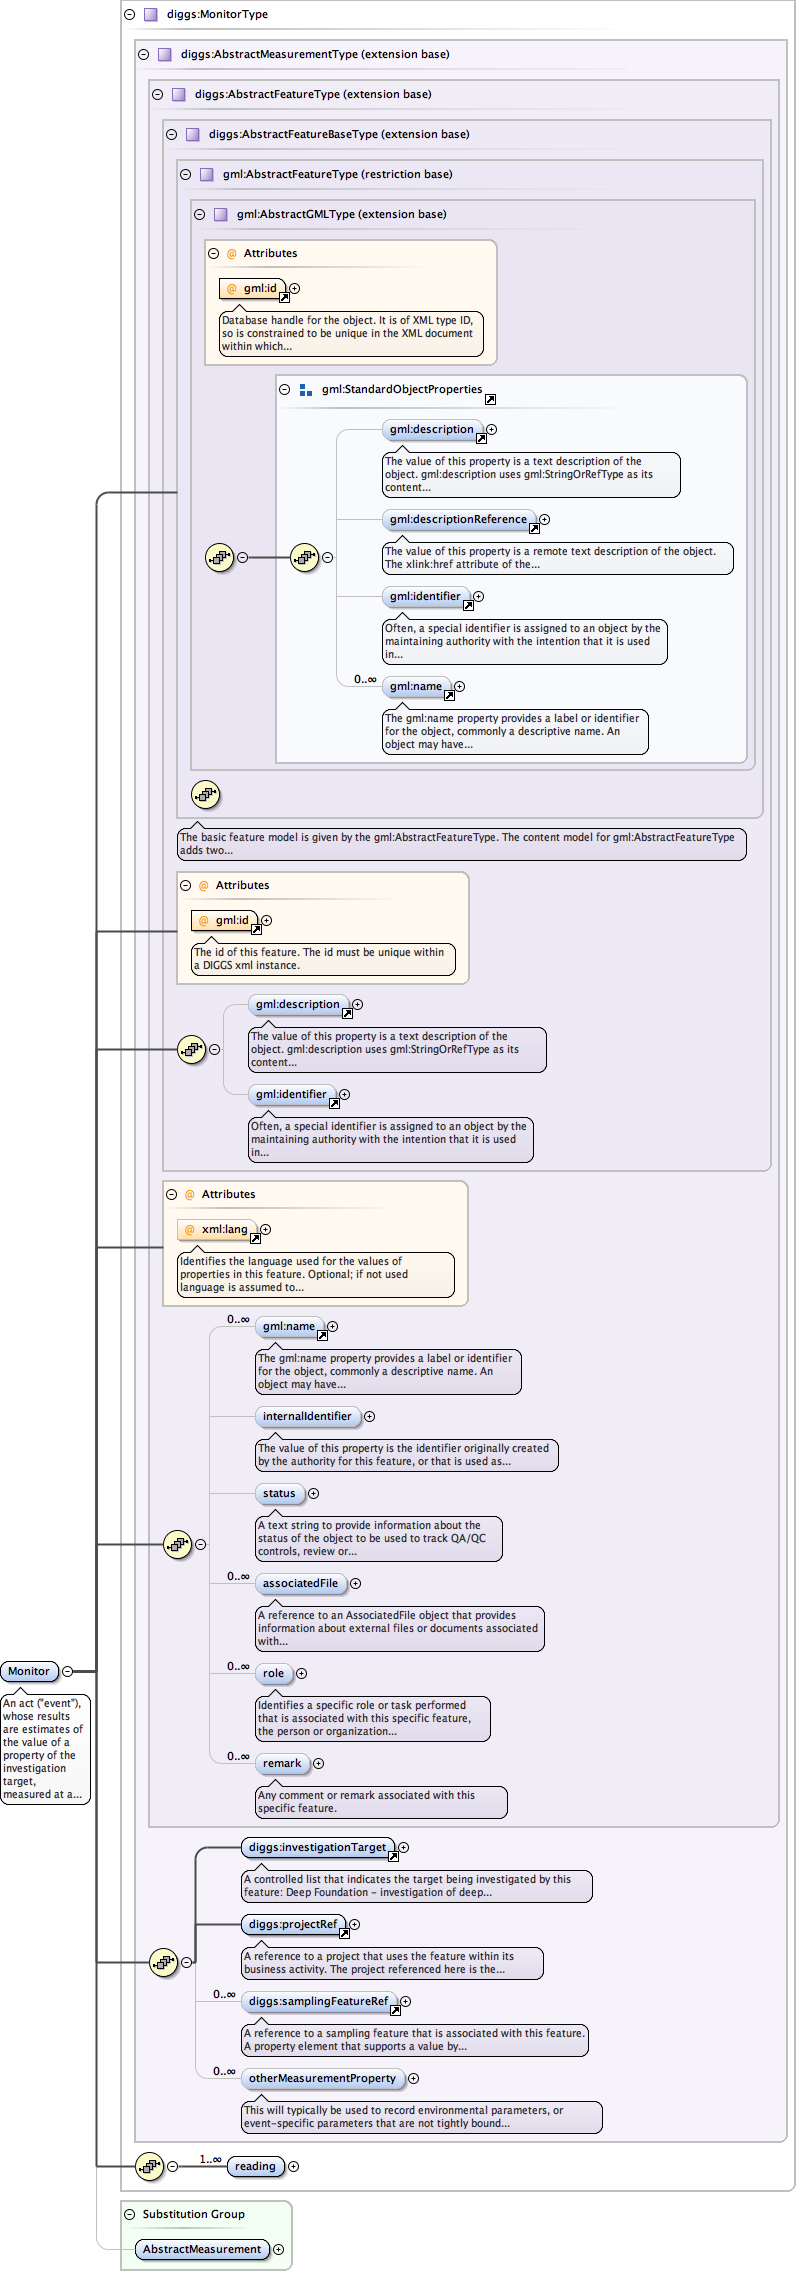 diggs:MonitorType
diggs:AbstractMeasurementType (extension base)
diggs:AbstractFeatureType (extension base)
diggs:AbstractFeatureBaseType (extension base)
gml:AbstractFeatureType (restriction base)
gml:AbstractGMLType (extension base)
@ Attributes
@ gml:id
Database handle for the object. It is of XML type ID,
so is constrained to be unique in the XML document
within which...
gml:StandardObjectProperties
gml:description
The value of this property is a text description of the
object. gml:description uses gml:StringOrRefType as its
content...
gml:descriptionReference
The value of this property is a remote text description of the object.
The xlink:href attribute of the...
gml:identifier
Often, a special identifier is assigned to an object by the
maintaining authority with the intention that it is used
in...
0..∞
gml:name
The gml:name property provides a label or identifier
for the object, commonly a descriptive name. An
object may have...
The basic feature model is given by the gml:AbstractFeatureType. The content model for gml:AbstractFeatureType
adds two...
@ Attributes
@ gml:id
The id of this feature. The id must be unique within
a DIGGS xml instance.
gml:description
The value of this property is a text description of the
object. gml:description uses gml:StringOrRefType as its
content...
gml:identifier
Often, a special identifier is assigned to an object by the
maintaining authority with the intention that it is used
in...
@ Attributes
@ xml:lang
Identifies the language used for the values of
properties in this feature. Optional; if not used
language is assumed to...
0..∞
gml:name
The gml:name property provides a label or identifier
for the object, commonly a descriptive name. An
object may have...
internalIdentifier
The value of this property is the identifier originally created
by the authority for this feature, or that is used as...
status
A text string to provide information about the
status of the object to be used to track QA/QC
controls, review or...
0..∞
associatedFile
A reference to an AssociatedFile object that provides
information about external files or documents associated
with...
0..∞
role
Identifies a specific role or task performed
that is associated with this specific feature,
the person or organization...
0..∞
remark
Any comment or remark associated with this
specific feature.
Monitor
An act ("event"),
whose results
are estimates of
the value of a
property of the
investigation
target,
measured at a...
diggs:investigationTarget
A controlled list that indicates the target being investigated by this
feature: Deep Foundation - investigation of deep...
diggs:projectRef
A reference to a project that uses the feature within its
business activity. The project referenced here is the...
0..∞
diggs:samplingFeatureRef
A reference to a sampling feature that is associated with this feature.
A property element that supports a value by...
0..∞
otherMeasurementProperty
This will typically be used to record environmental parameters, or
event-specific parameters that are not tightly bound...
1..∞
reading
Substitution Group
AbstractMeasurement